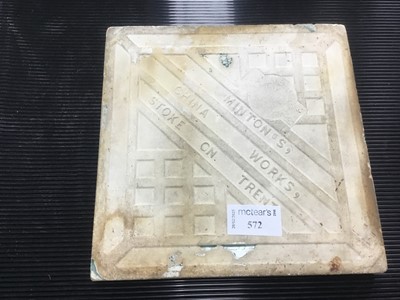 MINTON'S,
CHINA WORKS,
STOKE ON TRENT
mctear's
572